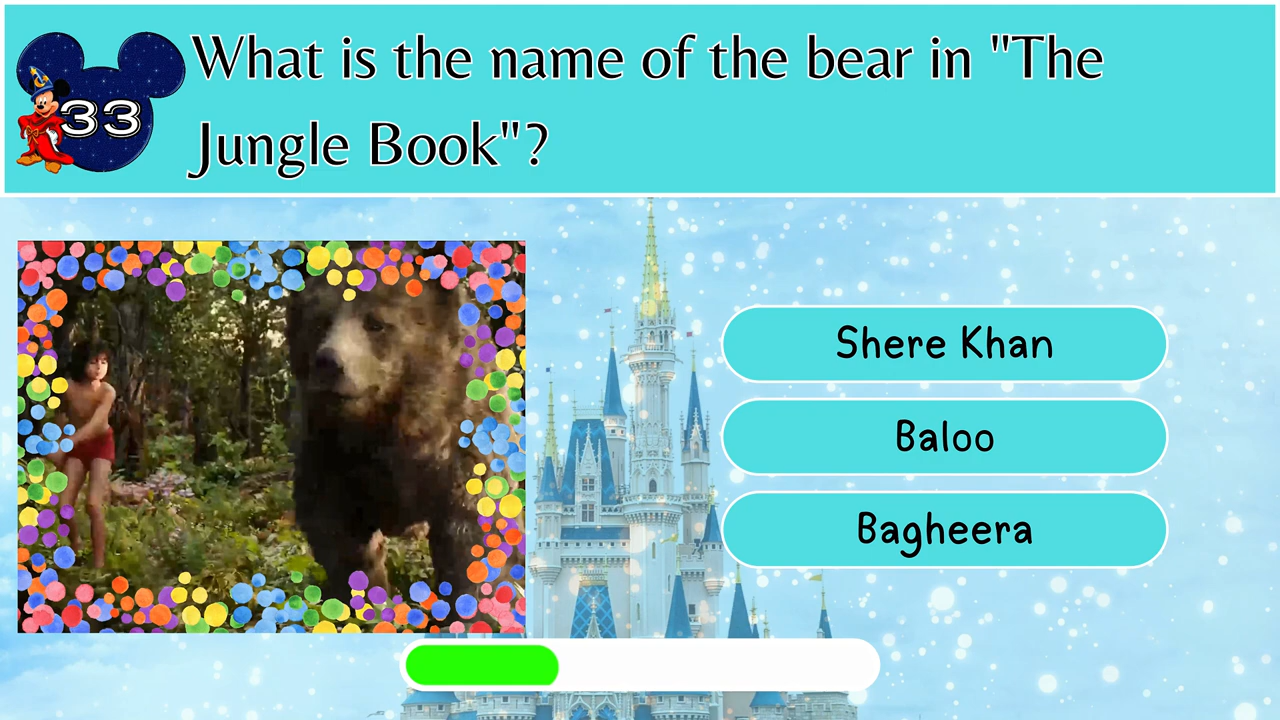 33
What is the name of the bear in "The
Jungle Book"?
Shere Khan
Baloo
Bagheera